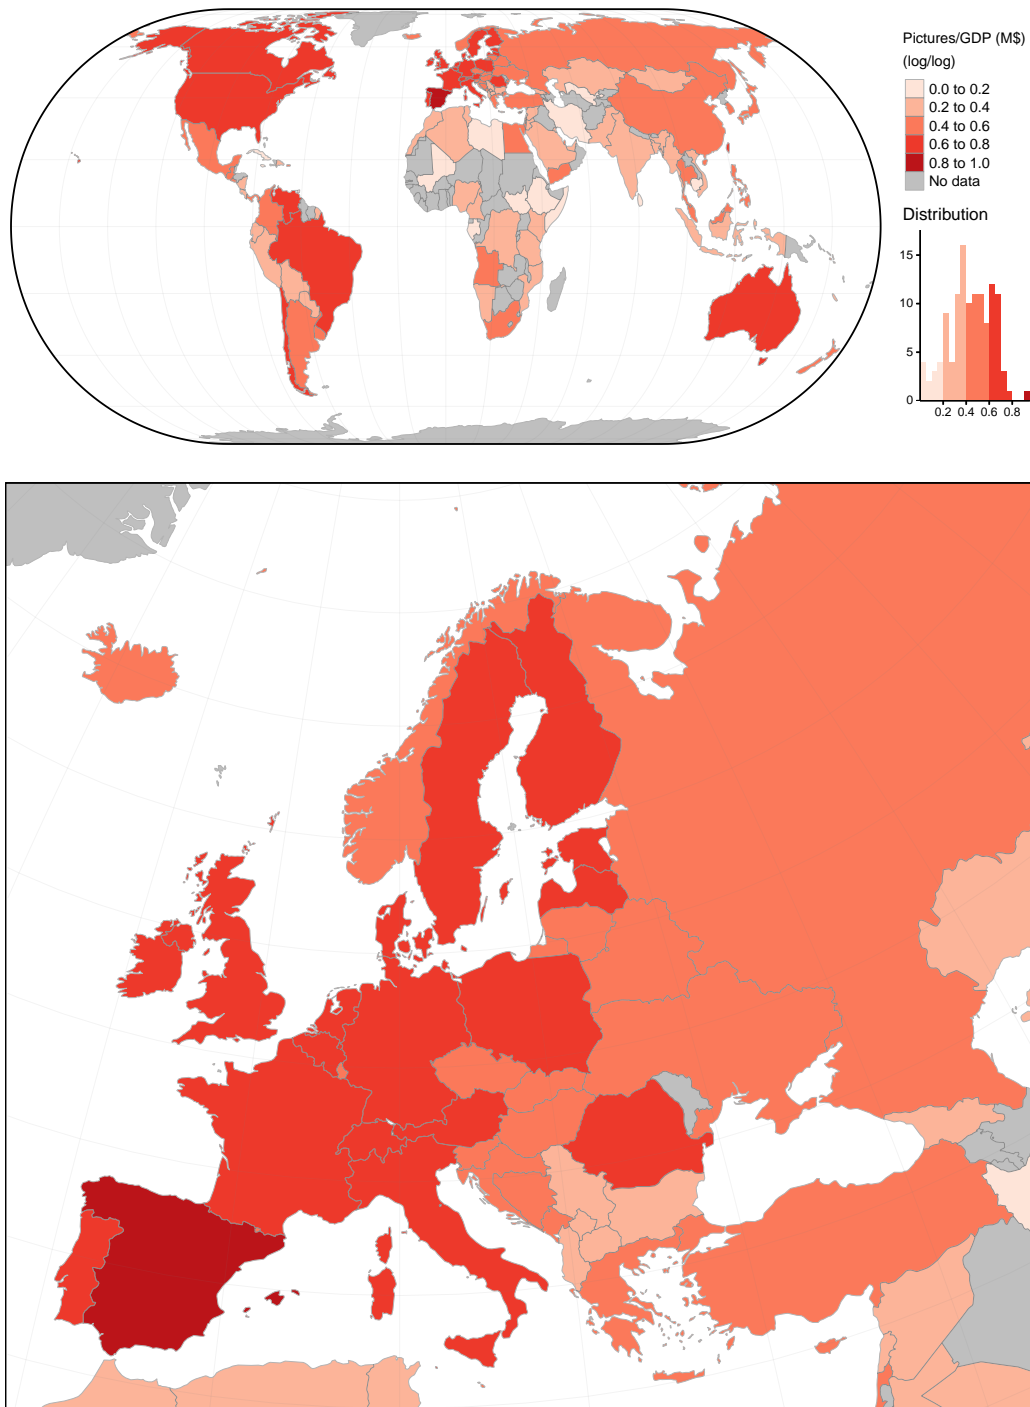 Pictures/GDP (M$)
(log/log)
0.0 to 0.2
0.2 to 0.4
0.4 to 0.6
0.6 to 0.8
0.8 to 1.0
No data
Distribution
15
10
5
0
0.2 0.4 0.6 0.8